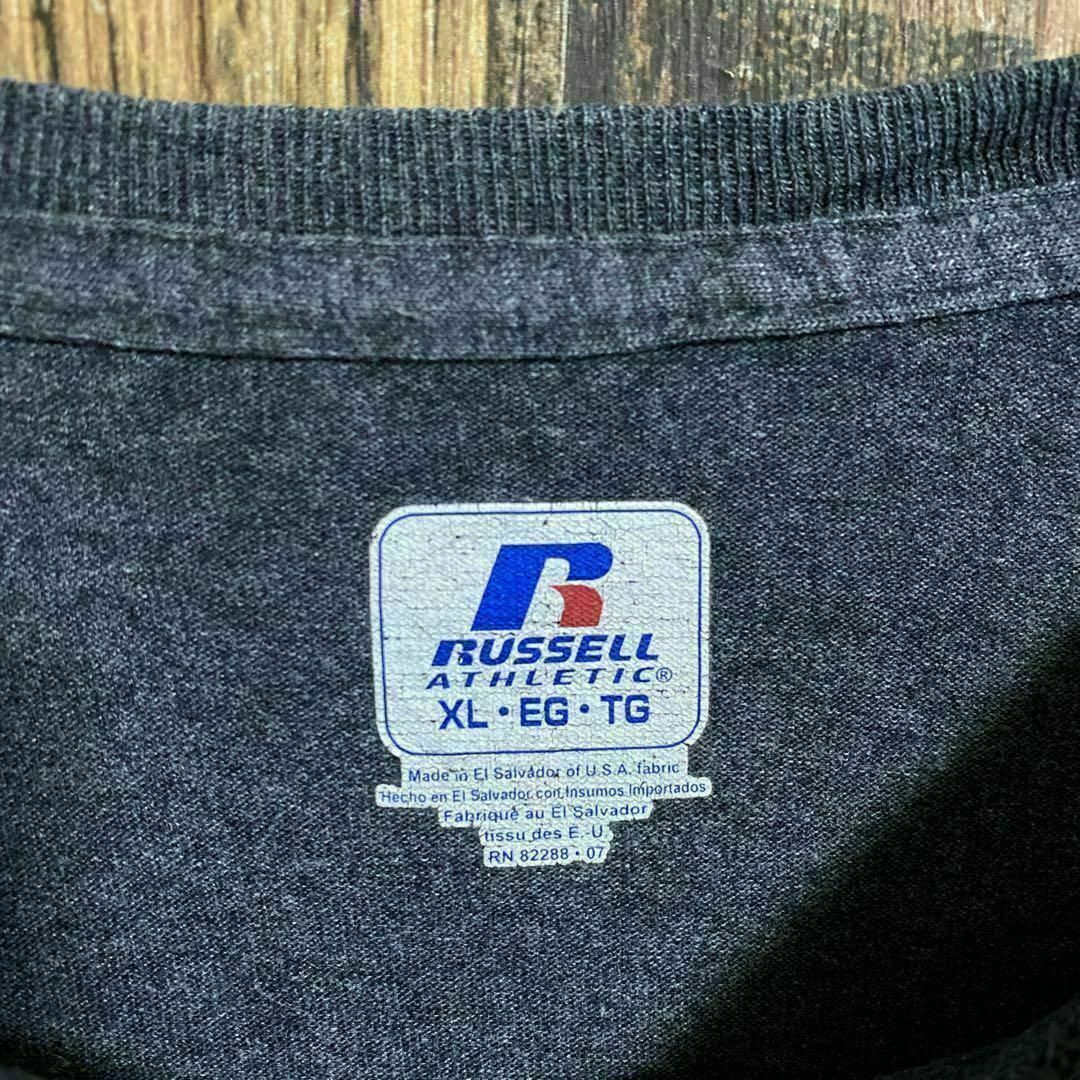 R
RUSSELL
ATHLETIC®
XL • EG • TG
Made in El Salvador of U.S.A. fabric
Hecho en El Salvador con Insumos Importados
Fabriqué au El Salvador
tissu des E.-U.
RN 82288 • 07